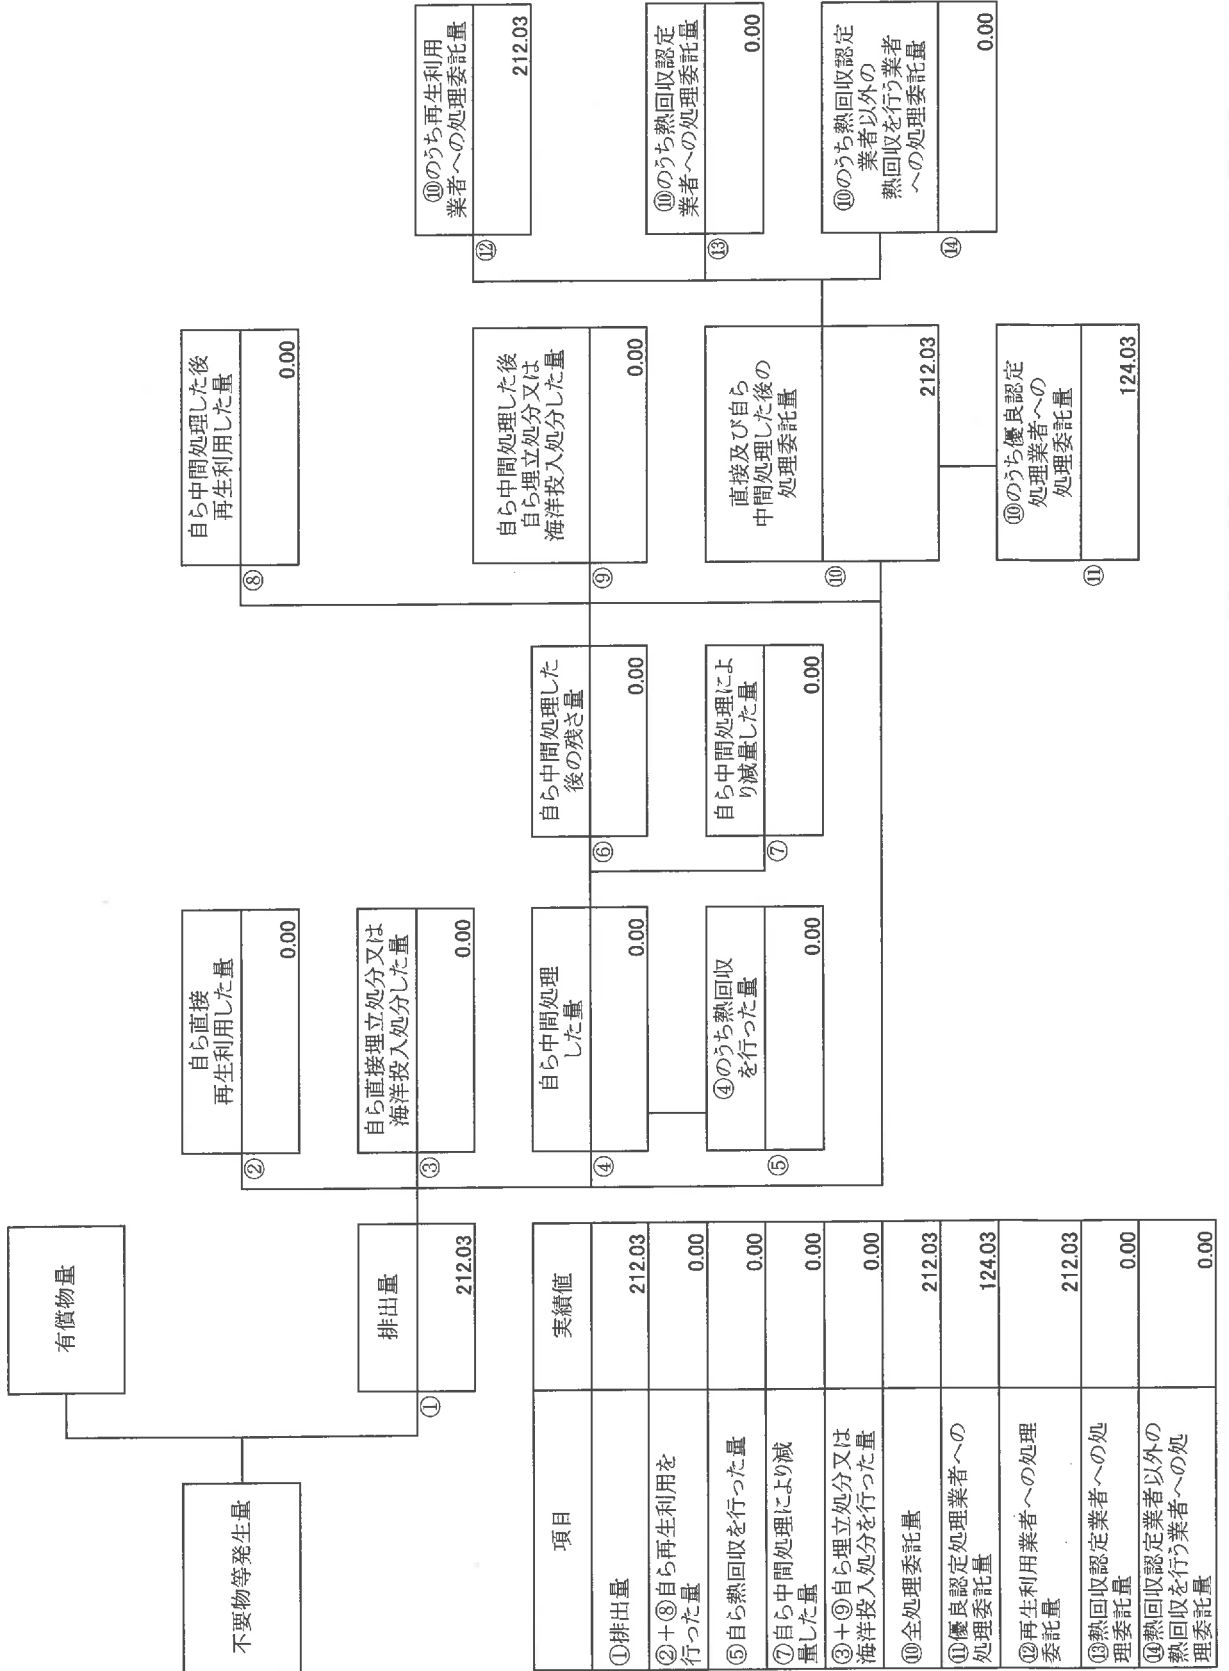 不要物等発生量
有償物量
排出量
①
212.03
自ら直接
再生利用した量
②
0.00
自ら直接埋立処分又は
海洋投入処分した量
③
0.00
自ら中間処理
した量
④
0.00
④のうち熱回収
を行った量
⑤
0.00
自ら中間処理した
後の残さ量
⑥
0.00
自ら中間処理によ
り減量した量
⑦
0.00
自ら中間処理した後
再生利用した量
⑧
0.00
自ら中間処理した後
自ら埋立処分又は
海洋投入処分した量
⑨
0.00
直接及び自ら
中間処理した後の
処理委託量
⑩
212.03
⑩のうち優良認定
処理業者への
処理委託量
⑪
124.03
⑩のうち再生利用
業者への処理委託量
⑫
212.03
⑩のうち熱回収認定
業者への処理委託量
⑬
0.00
⑩のうち熱回収認定
業者以外の
熱回収を行う業者
への処理委託量
⑭
0.00
項目 実績値
①排出量 212.03
②+⑧自ら再生利用を
行った量 0.00
⑤自ら熱回収を行った量 0.00
⑦自ら中間処理により減
量した量 0.00
③+⑨自ら埋立処分又は
海洋投入処分を行った量 0.00
⑩全処理委託量 212.03
⑪優良認定処理業者への
処理委託量 124.03
⑫再生利用業者への処理
委託量 212.03
⑬熱回収認定業者への処
理委託量 0.00
⑭熱回収認定業者以外の
熱回収を行う業者への処
理委託量 0.00